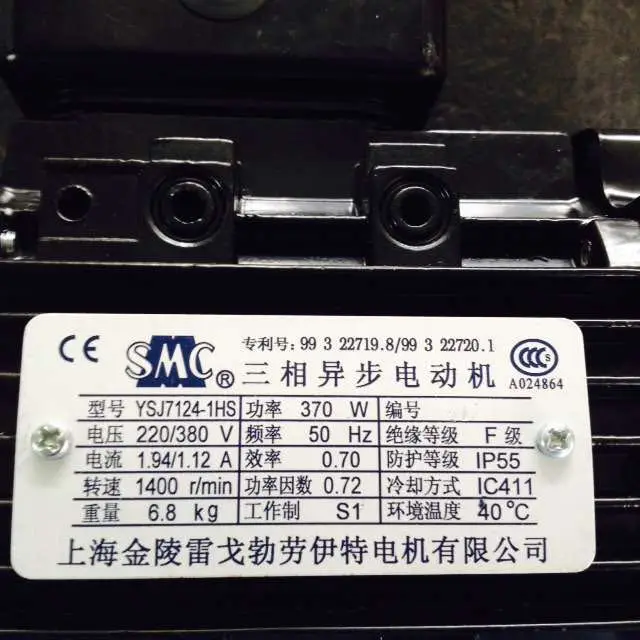 专利号: 99 3 22719.8/99 3 22720.1
CE SMC® 三相异步电动机 CCC S
A024864
型号 YSJ7124-1HS 功率 370 W 编号
电压 220/380 V 频率 50 Hz 绝缘等级 F 级
电流 1.94/1.12 A 效率 0.70 防护等级 IP55
转速 1400 r/min 功率因数 0.72 冷却方式 IC411
重量 6.8 kg 工作制 S1 环境温度 40℃
上海金陵雷戈勃劳伊特电机有限公司